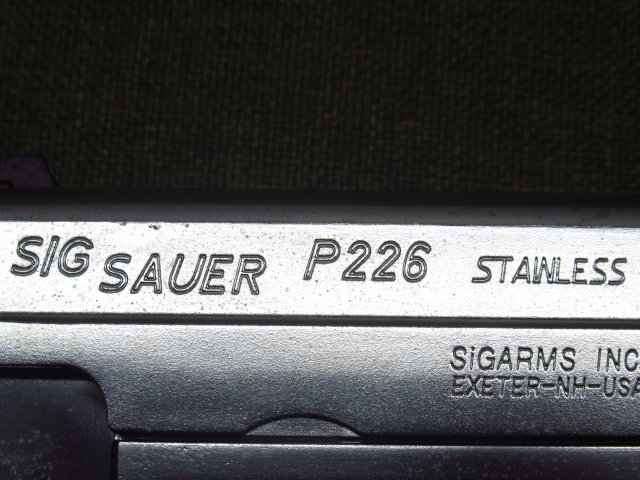 SIG SAUER P226 STAINLESS
SiGARMS INC
EXETER-NH-USA